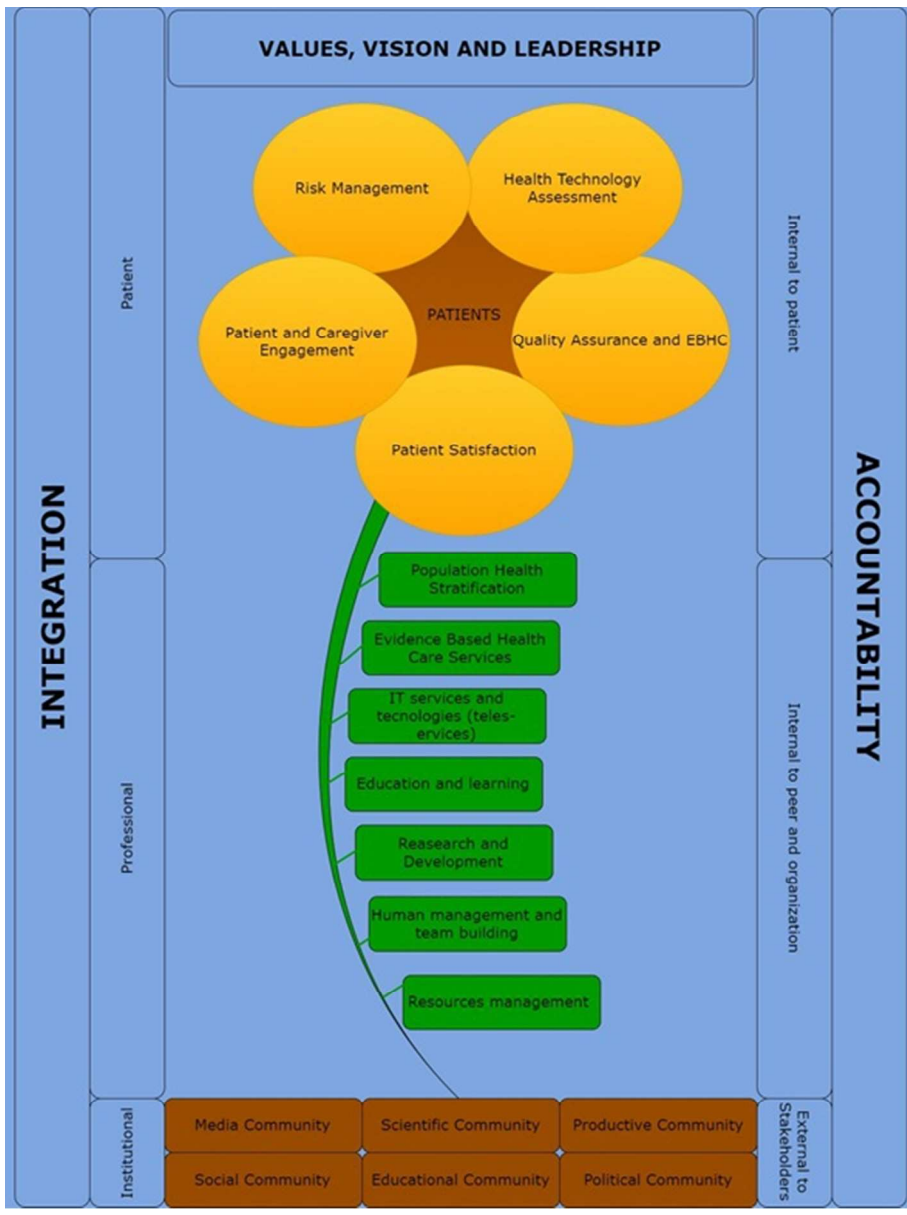 VALUES, VISION AND LEADERSHIP
INTEGRATION
Patient
Professional
Institutional
Risk Management
Health Technology
Assessment
PATIENTS
Patient and Caregiver
Engagement
Quality Assurance and EBHC
Patient Satisfaction
Population Health
Stratification
Evidence Based Health
Care Services
IT services and
tecnologies (teles-
ervices)
Education and learning
Reasearch and
Development
Human management and
team building
Resources management
Media Community
Scientific Community
Productive Community
Social Community
Educational Community
Political Community
Internal to patient
Internal to peer and organization
External to
Stakeholders
ACCOUNTABILITY